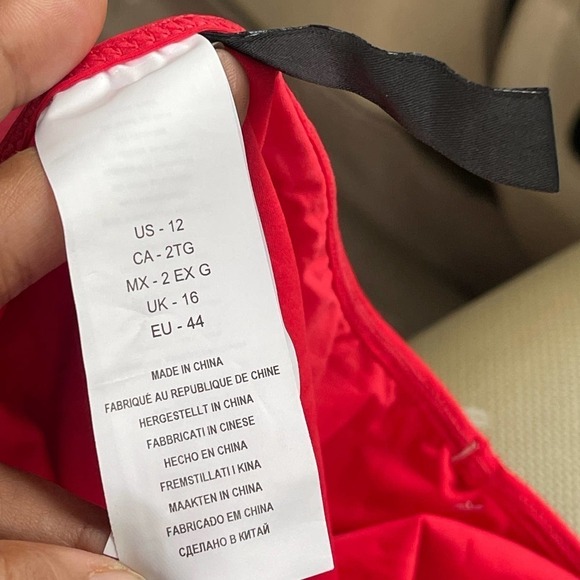 US - 12
CA - 2TG
MX - 2 EX G
UK - 16
EU - 44
MADE IN CHINA
FABRIQUÉ AU REPUBLIQUE DE CHINE
HERGESTELLT IN CHINA
FABBRICATI IN CINESE
HECHO EN CHINA
FREMSTILLATI I KINA
MAAKTEN IN CHINA
FABRICADO EM CHINA
СДЕЛАНО В КИТАЙ